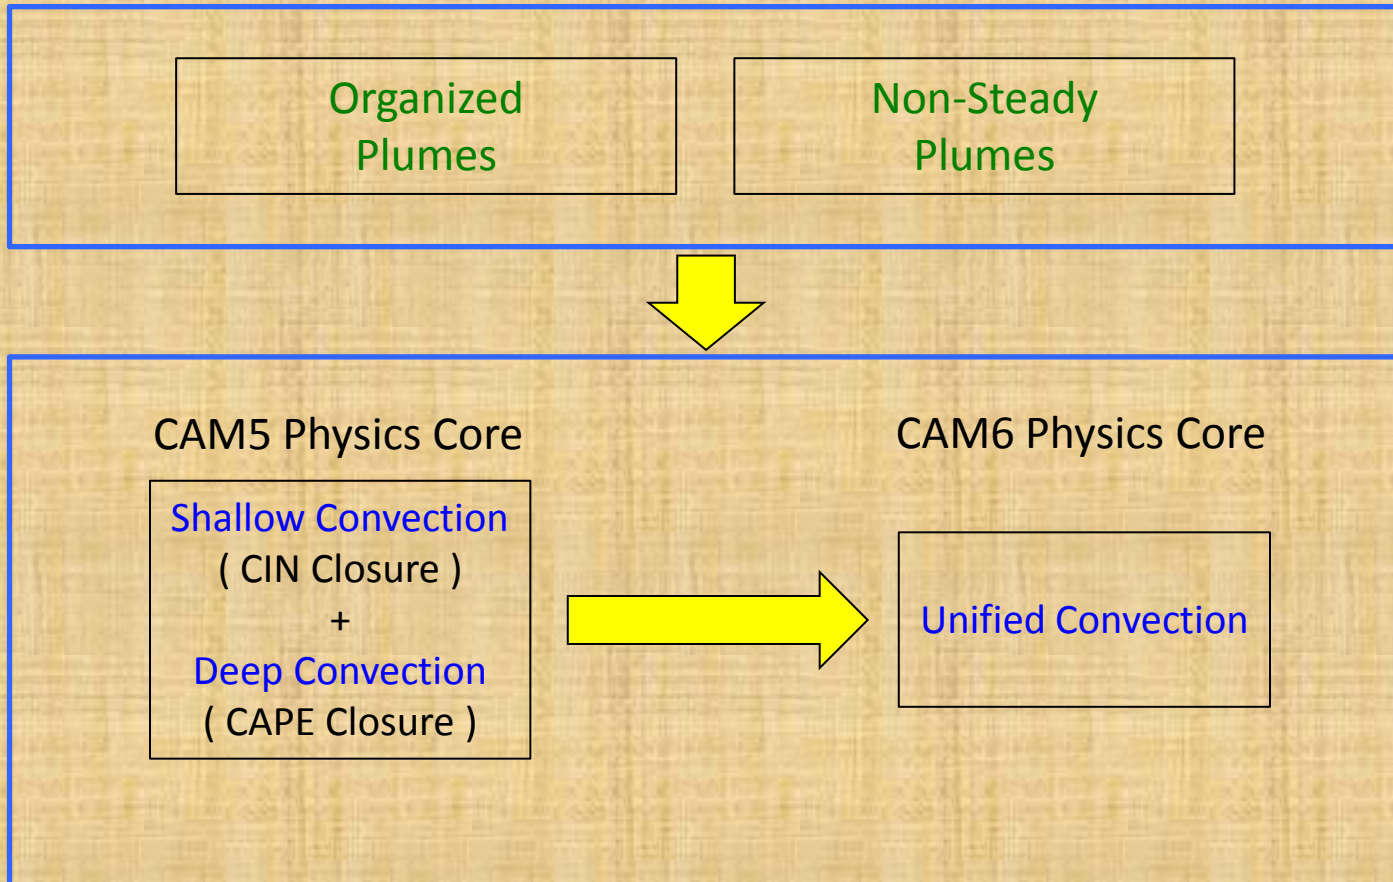 Organized
Plumes
Non-Steady
Plumes
CAM5 Physics Core
Shallow Convection
( CIN Closure )
+
Deep Convection
( CAPE Closure )
CAM6 Physics Core
Unified Convection